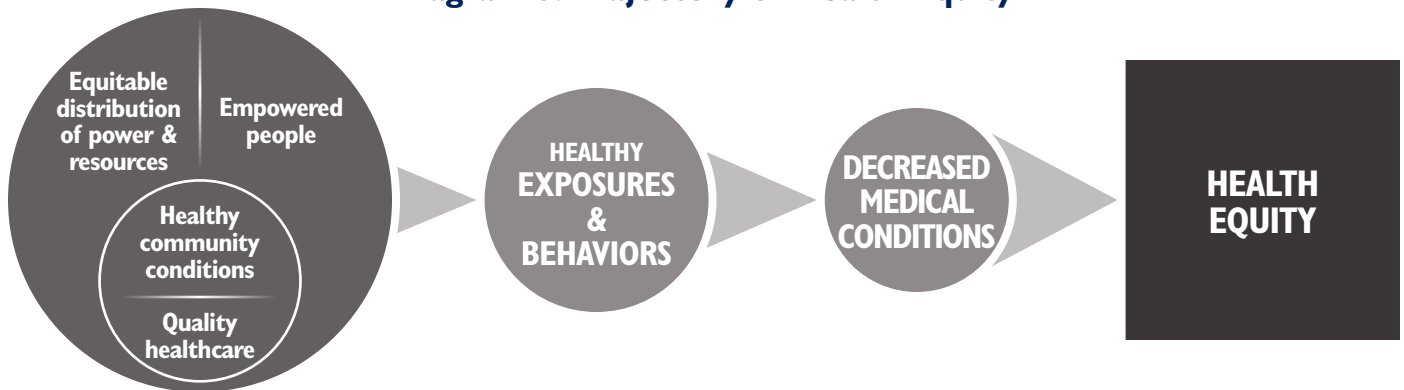 Equitable
distribution
of power &
resources
Empowered
people
Healthy
community
conditions
Quality
healthcare
HEALTHY
EXPOSURES
&
BEHAVIORS
DECREASED
MEDICAL
CONDITIONS
HEALTH
EQUITY